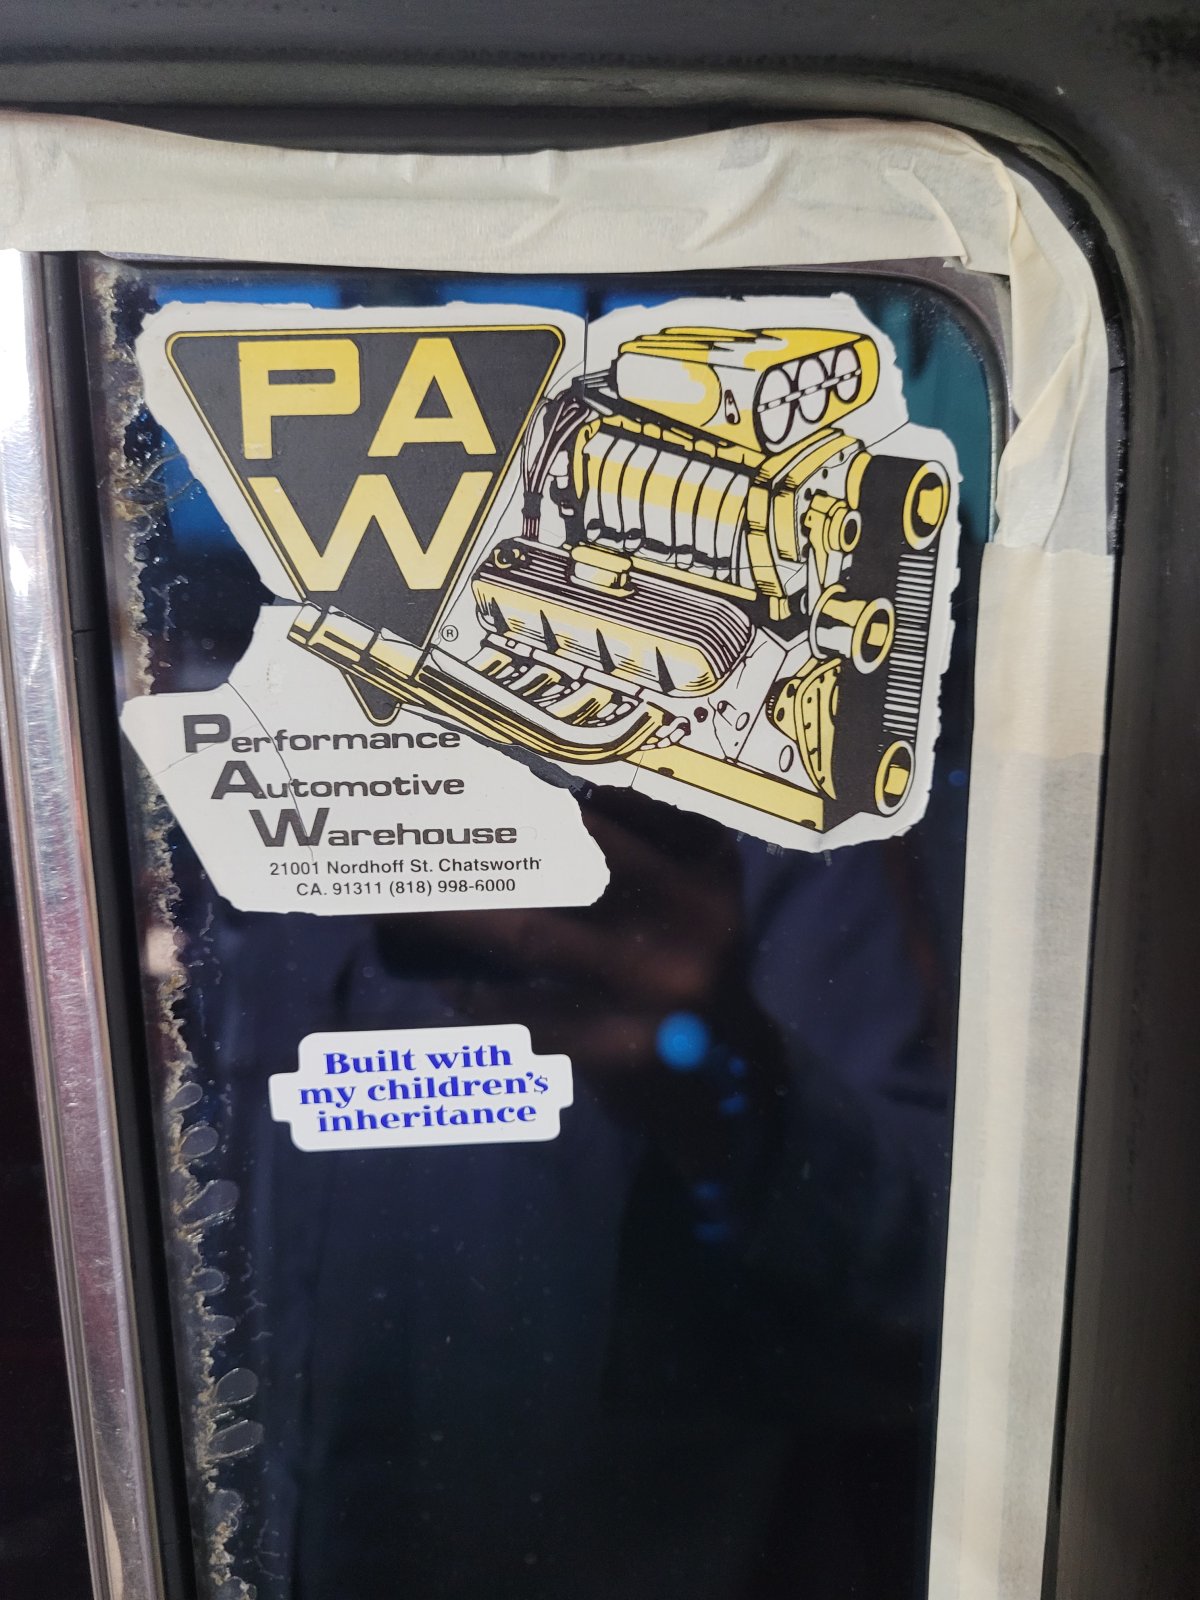 PA
W
®
Performance
Automotive
Warehouse
21001 Nordhoff St. Chatsworth
CA. 91311 (818) 998-6000
Built with
my children's
inheritance